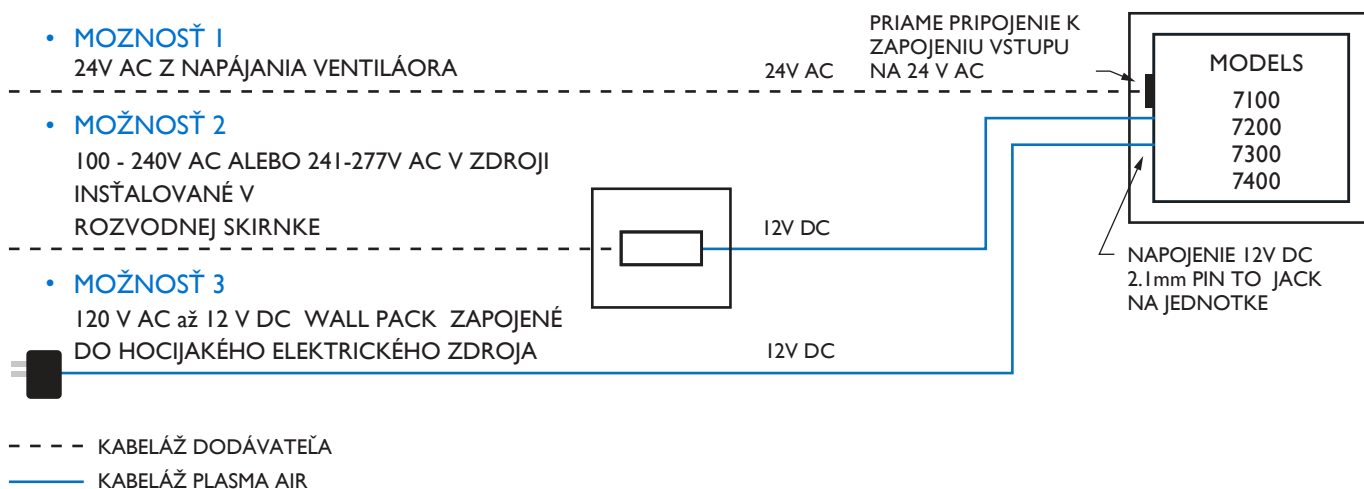 • MOZNOSŤ I
24V AC Z NAPÁJANIA VENTILÁORA
24V AC
PRIAME PRIPOJENIE K
ZAPOJENIU VSTUPU
NA 24 V AC
MODELS
7100
7200
7300
7400
• MOŽNOSŤ 2
100 - 240V AC ALEBO 241-277V AC V ZDROJI
INSŤALOVANÉ V
ROZVODNEJ SKIRNKE
12V DC
NAPOJENIE 12V DC
2.1mm PIN TO JACK
NA JEDNOTKE
• MOŽNOSŤ 3
120 V AC až 12 V DC WALL PACK ZAPOJENÉ
DO HOCIJAKÉHO ELEKTRICKÉHO ZDROJA
12V DC
KABELÁŽ DODÁVATEĽA
KABELÁŽ PLASMA AIR